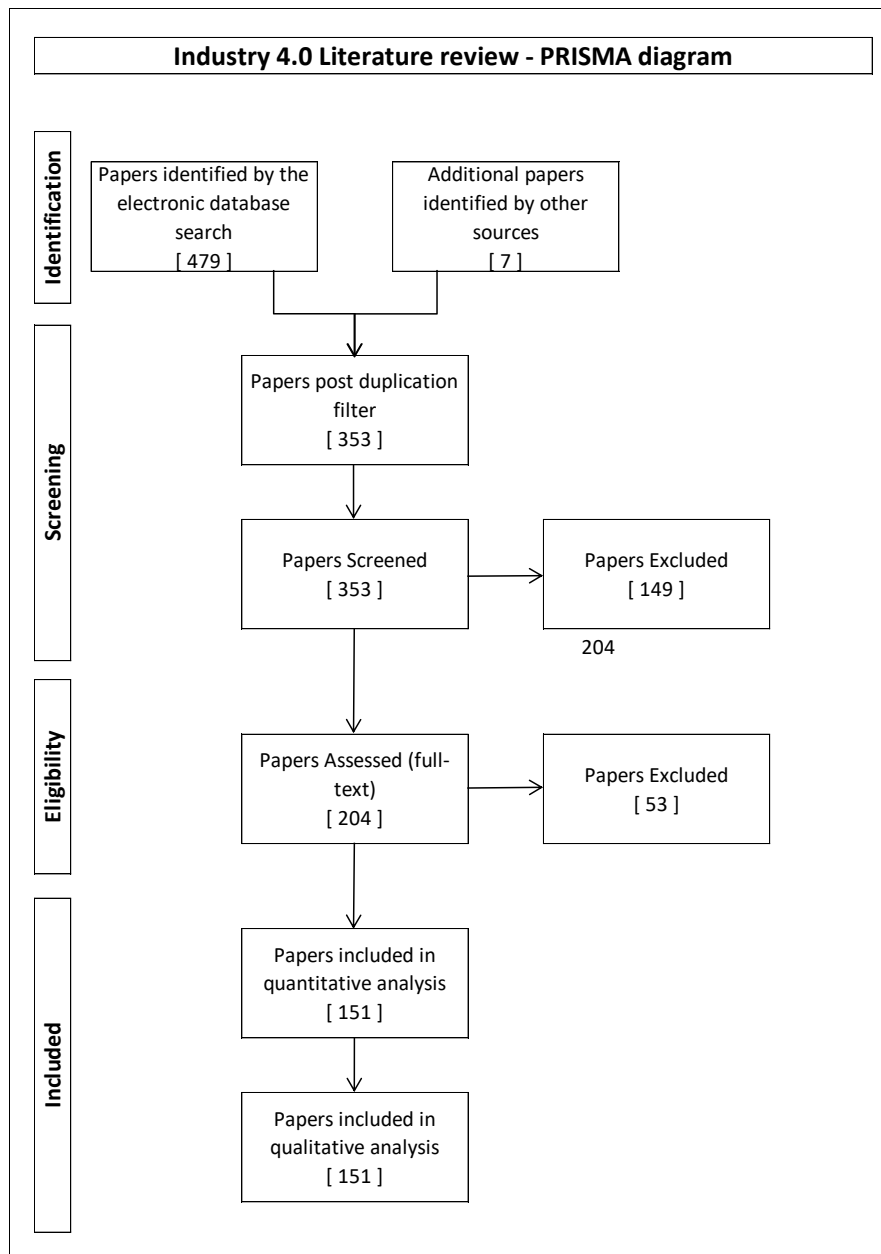 Industry 4.0 Literature review - PRISMA diagram
Identification
Papers identified by the
electronic database
search
[ 479 ]
Additional papers
identified by other
sources
[ 7 ]
Screening
Papers post duplication
filter
[ 353 ]
Papers Screened
[ 353 ]
Papers Excluded
[ 149 ]
204
Eligibility
Papers Assessed (full-
text)
[ 204 ]
Papers Excluded
[ 53 ]
Included
Papers included in
quantitative analysis
[ 151 ]
Papers included in
qualitative analysis
[ 151 ]